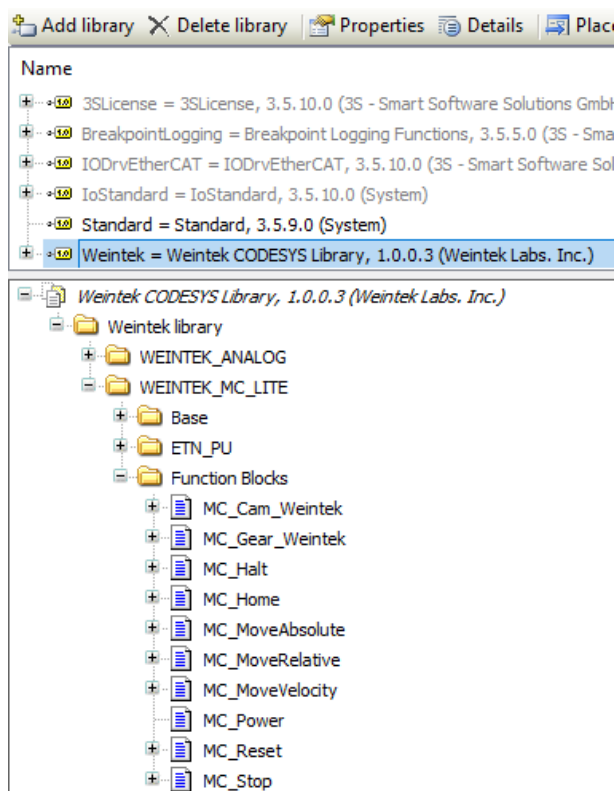 Add library Delete library Properties Details Plac
Name
3SLicense = 3SLicense, 3.5.10.0 (3S - Smart Software Solutions Gmb
BreakpointLogging = Breakpoint Logging Functions, 3.5.5.0 (3S - Sma
IODrvEtherCAT = IODrvEtherCAT, 3.5.10.0 (3S - Smart Software Sol
IoStandard = IoStandard, 3.5.10.0 (System)
Standard = Standard, 3.5.9.0 (System)
Weintek = Weintek CODESYS Library, 1.0.0.3 (Weintek Labs. Inc.)
Weintek CODESYS Library, 1.0.0.3 (Weintek Labs. Inc.)
Weintek library
WEINTEK_ANALOG
WEINTEK_MC_LITE
Base
ETN_PU
Function Blocks
MC_Cam_Weintek
MC_Gear_Weintek
MC_Halt
MC_Home
MC_MoveAbsolute
MC_MoveRelative
MC_MoveVelocity
MC_Power
MC_Reset
MC_Stop